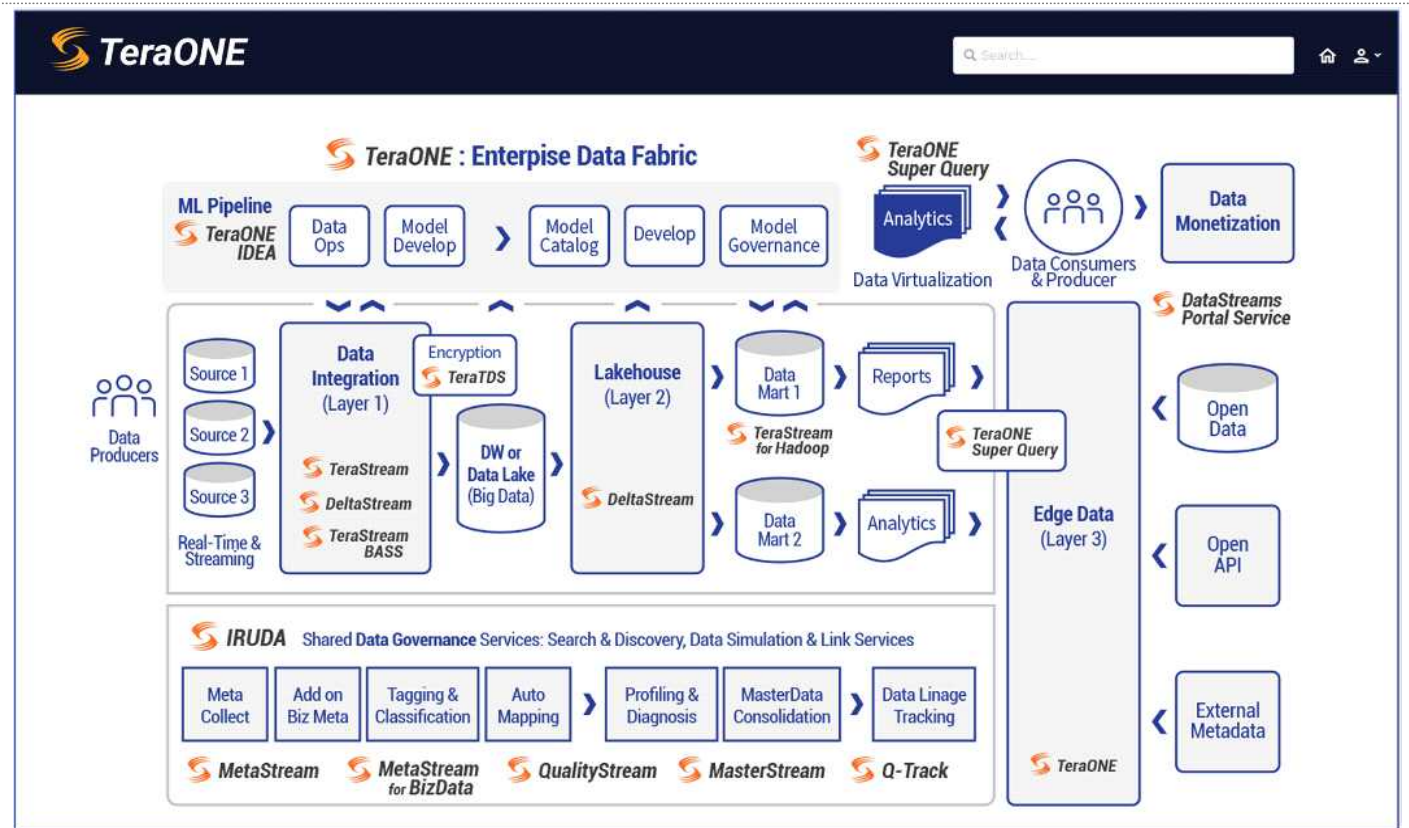 TeraONE
Search....
TeraONE : Enterpise Data Fabric
TeraONE
Super Query
ML Pipeline
TeraONE
IDEA
Data
Ops
Model
Develop
Model
Catalog
Develop
Model
Governance
Analytics
Data Virtualization
Data Consumers
& Producer
Data
Monetization
DataStreams
Portal Service
Data
Producers
Source 1
Source 2
Source 3
Real-Time &
Streaming
Data
Integration
(Layer 1)
TeraStream
DeltaStream
TeraStream
BASS
Encryption
TeraTDS
DW or
Data Lake
(Big Data)
Lakehouse
(Layer 2)
DeltaStream
Data
Mart 1
TeraStream
for Hadoop
Data
Mart 2
Reports
Analytics
TeraONE
Super Query
Edge Data
(Layer 3)
TeraONE
Open
Data
Open
API
External
Metadata
IRUDA Shared Data Governance Services: Search & Discovery, Data Simulation & Link Services
Meta
Collect
Add on
Biz Meta
Tagging &
Classification
Auto
Mapping
Profiling &
Diagnosis
MasterData
Consolidation
Data Linage
Tracking
MetaStream
MetaStream
for BizData
QualityStream
MasterStream
Q-Track